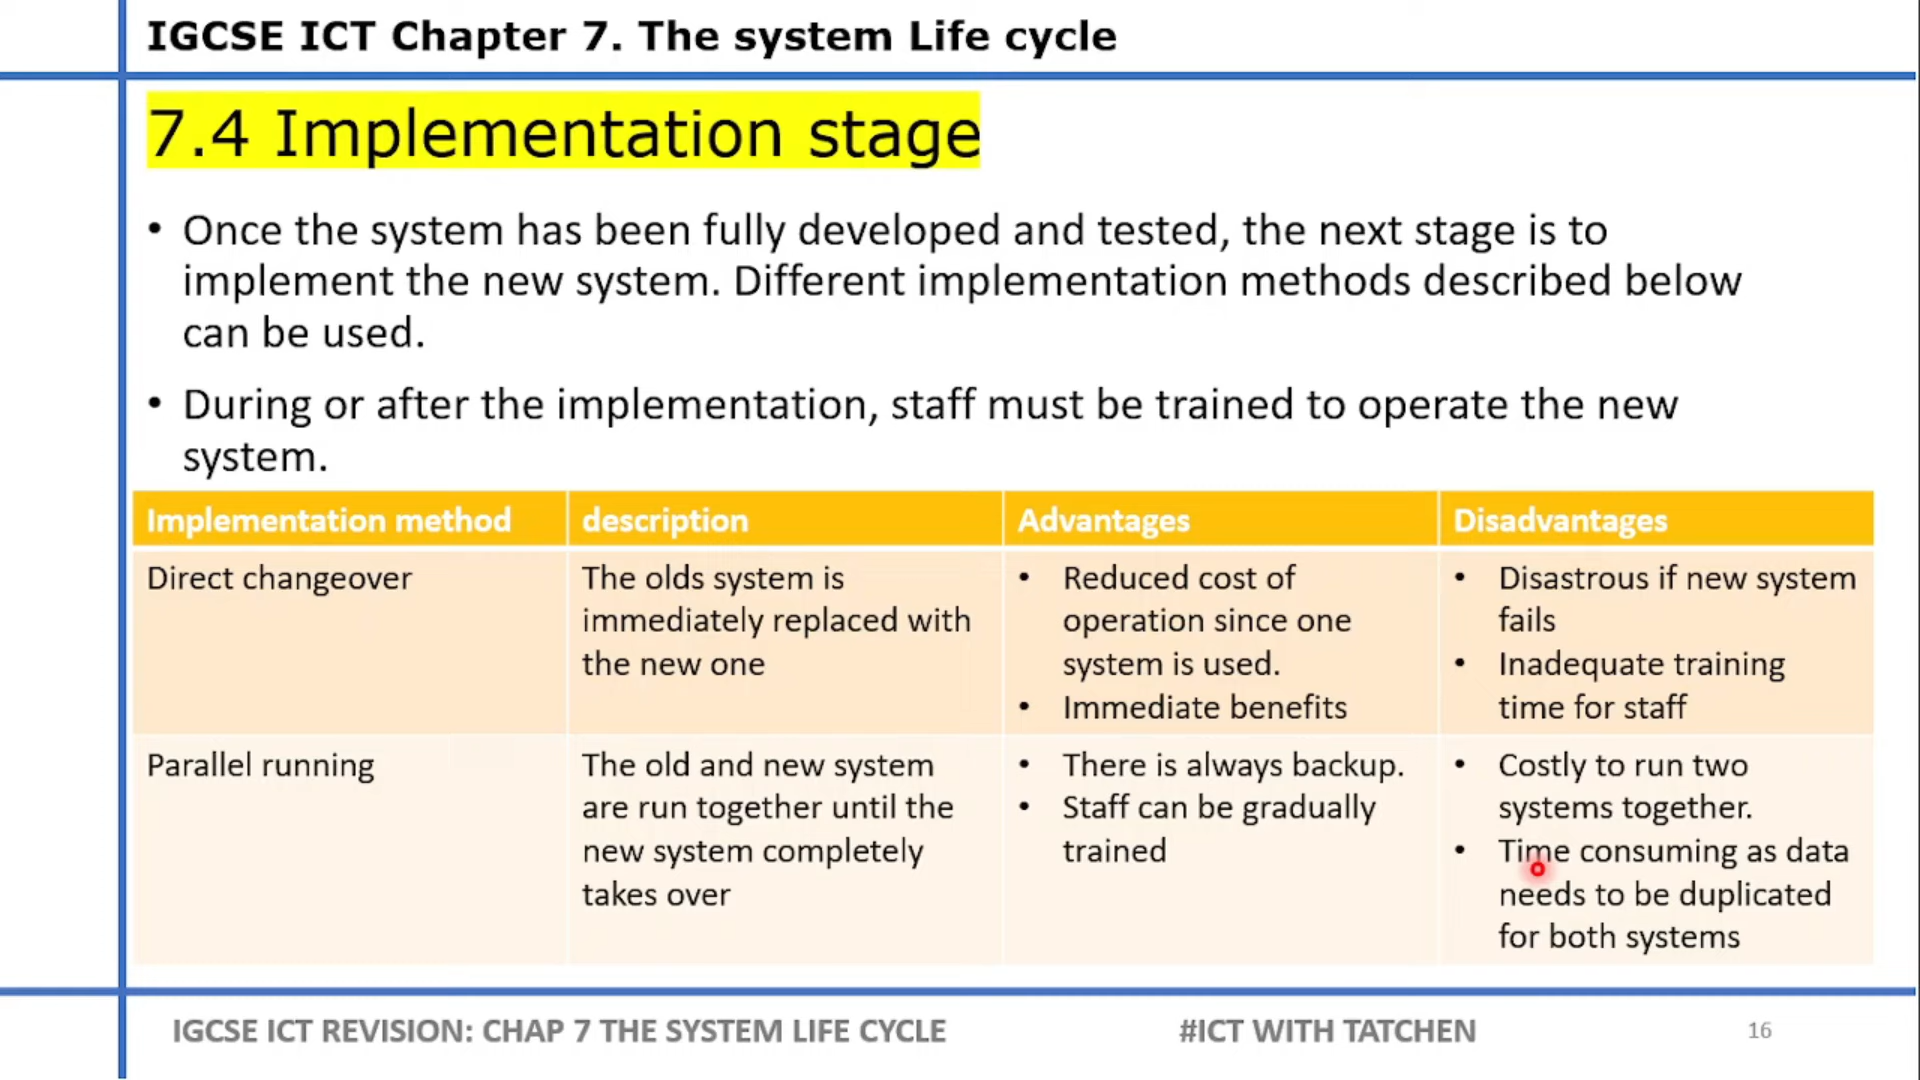 IGCSE ICT Chapter 7. The system Life cycle
7.4 Implementation stage
• Once the system has been fully developed and tested, the next stage is to
implement the new system. Different implementation methods described below
can be used.
• During or after the implementation, staff must be trained to operate the new
system.
Implementation method
description
Advantages
Disadvantages
Direct changeover
The olds system is
immediately replaced with
the new one
• Reduced cost of
operation since one
system is used.
• Immediate benefits
• Disastrous if new system
fails
• Inadequate training
time for staff
Parallel running
The old and new system
are run together until the
new system completely
takes over
• There is always backup.
• Staff can be gradually
trained
• Costly to run two
systems together.
• Time consuming as data
needs to be duplicated
for both systems
IGCSE ICT REVISION: CHAP 7 THE SYSTEM LIFE CYCLE
#ICT WITH TATCHEN
16